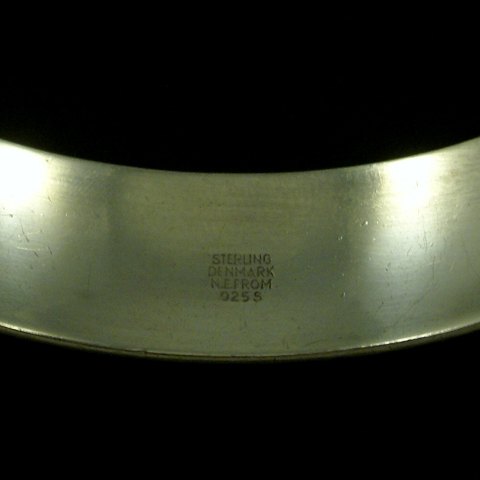 STERLING
DENMARK
N.E.FROM
925S